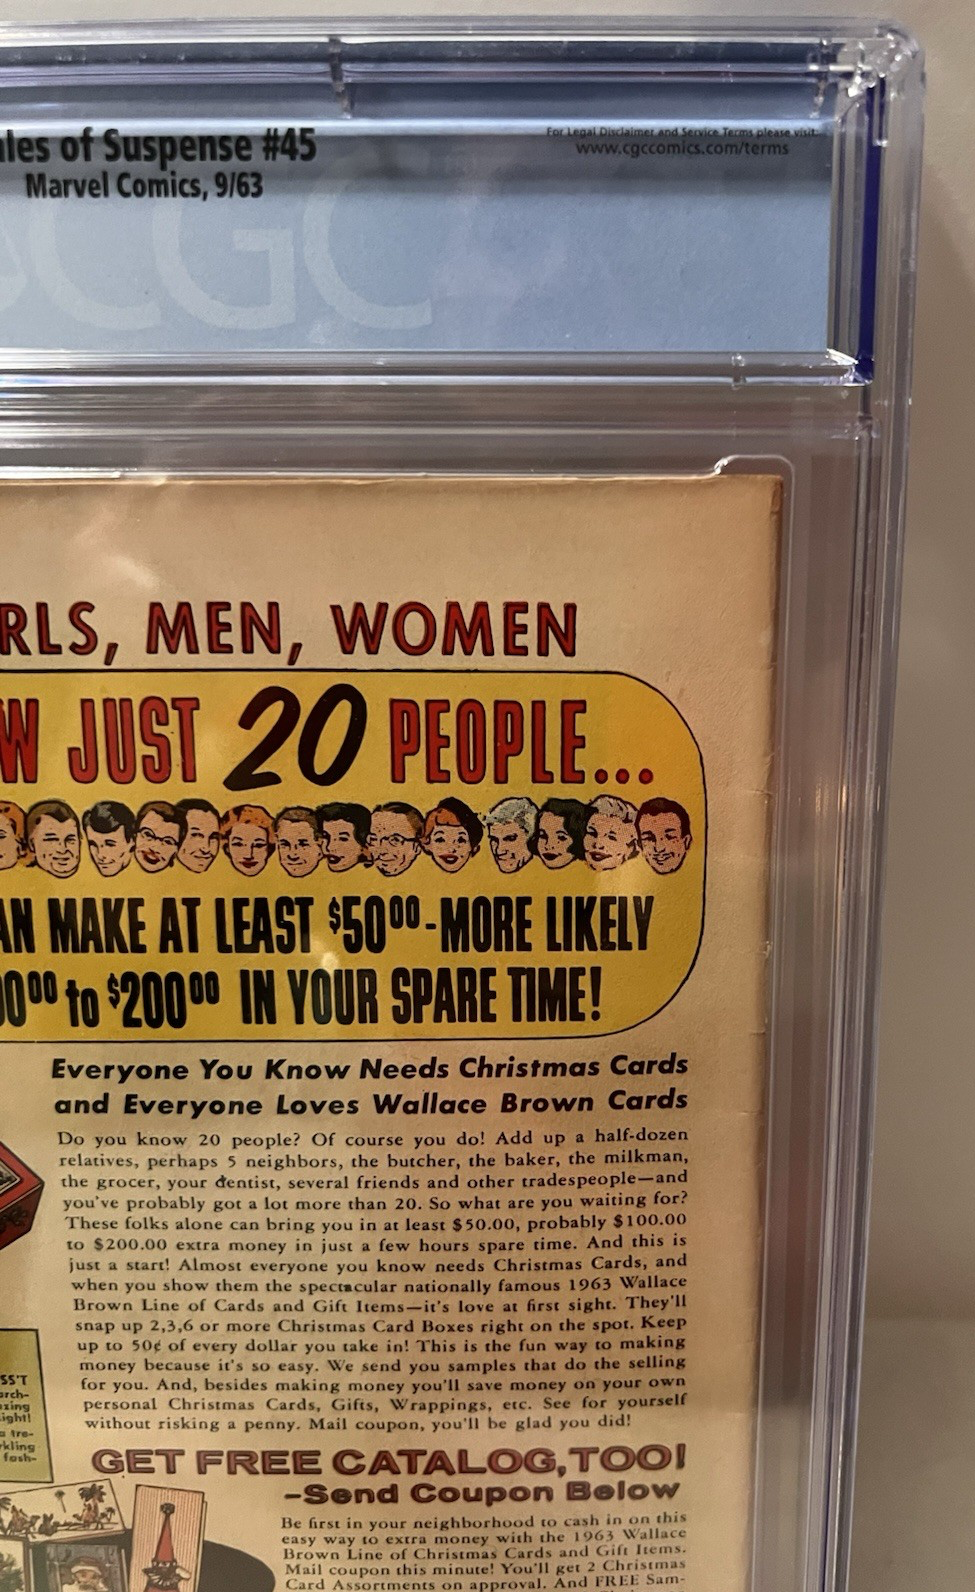 ales of Suspense #45
Marvel Comics, 9/63
For Legal Disclaimer and Service Terms please visit:
www.cgccomics.com/terms
CGC
RLS, MEN, WOMEN
W JUST 20 PEOPLE...
AN MAKE AT LEAST $50⁰⁰-MORE LIKELY
00⁰⁰ to $200⁰⁰ IN YOUR SPARE TIME!
Everyone You Know Needs Christmas Cards
and Everyone Loves Wallace Brown Cards
Do you know 20 people? Of course you do! Add up a half-dozen
relatives, perhaps 5 neighbors, the butcher, the baker, the milkman,
the grocer, your dentist, several friends and other tradespeople—and
you've probably got a lot more than 20. So what are you waiting for?
These folks alone can bring you in at least $50.00, probably $100.00
to $200.00 extra money in just a few hours spare time. And this is
just a start! Almost everyone you know needs Christmas Cards, and
when you show them the spectacular nationally famous 1963 Wallace
Brown Line of Cards and Gift Items—it's love at first sight. They'll
snap up 2,3,6 or more Christmas Card Boxes right on the spot. Keep
up to 50¢ of every dollar you take in! This is the fun way to making
money because it's so easy. We send you samples that do the selling
for you. And, besides making money you'll save money on your own
personal Christmas Cards, Gifts, Wrappings, etc. See for yourself
without risking a penny. Mail coupon, you'll be glad you did!
SS'T
arch-
zing
ight!
a tre-
rkling
fash-
GET FREE CATALOG, TOO!
–Send Coupon Below
Be first in your neighborhood to cash in on this
easy way to extra money with the 1963 Wallace
Brown Line of Christmas Cards and Gift Items.
Mail coupon this minute! You'll get 2 Christmas
Card Assortments on approval. And FREE Sam-